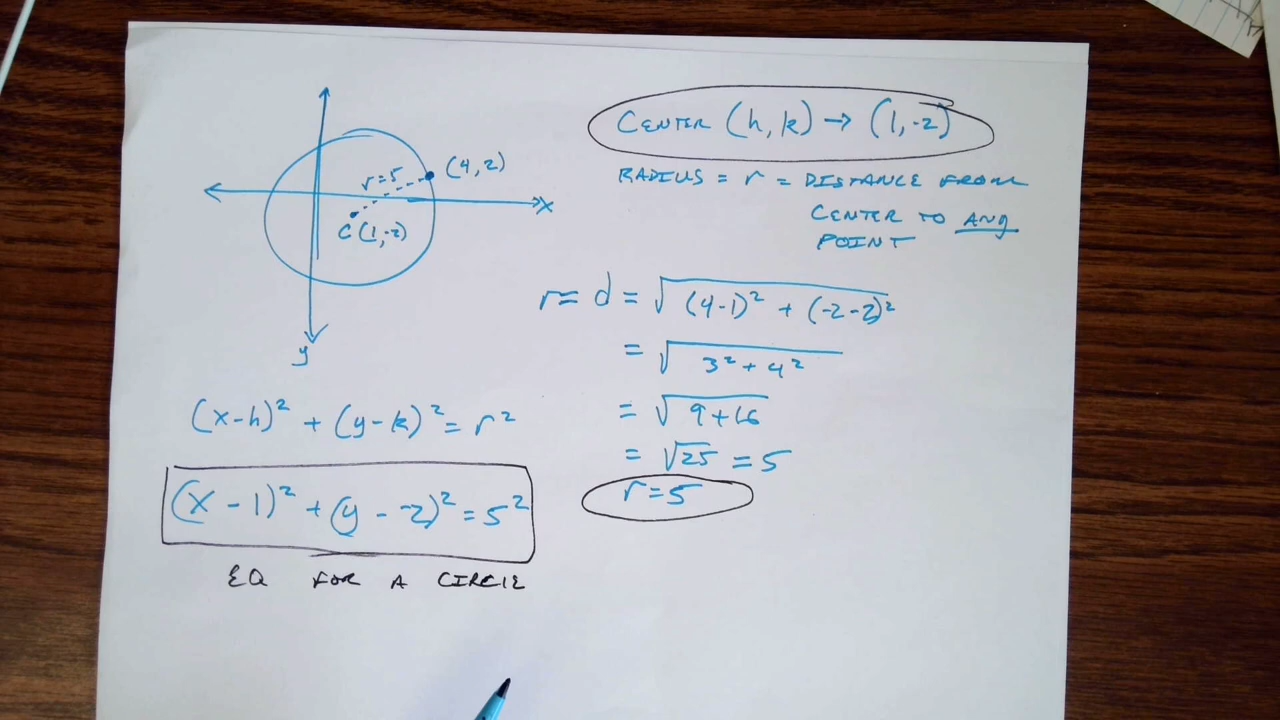 CENTER (h,k) → (1,-2)
r=5
(4,2)
x
C (1,-2)
y
RADIUS = r = DISTANCE FROM
CENTER TO ANY
POINT
r = d = √(4-1)² + (-2-2)²
= √3² + 4²
= √9+16
= √25 = 5
r=5
(x-h)² + (y-k)² = r²
(x - 1)² + (y - -2)² = 5²
EQ FOR A CIRCLE